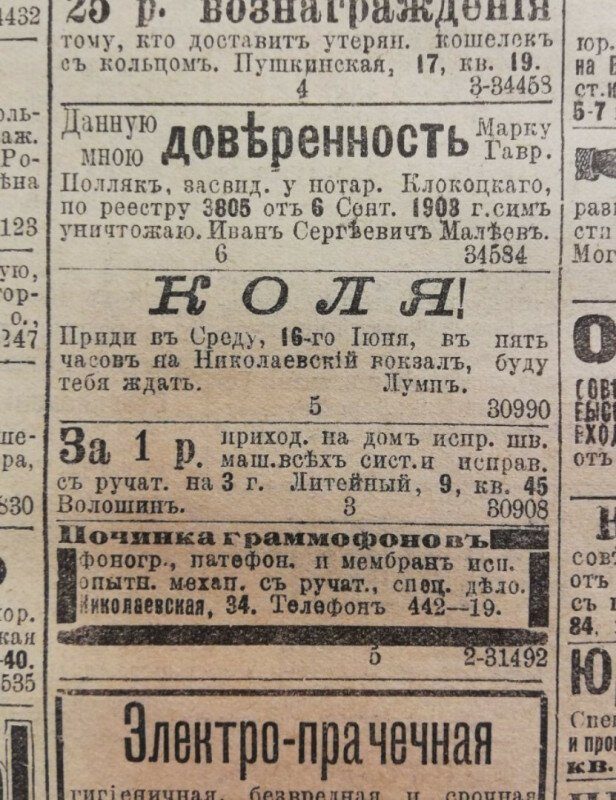 25 р. вознагражденія
тому, кто доставитъ утерян. кошелекъ
съ кольцомъ. Пушкинская, 17, кв. 19.
4 3-34458
Данную мною довѣренность Марку Гавр.
Поллякъ, засвид. у нотар. Клокоцкаго,
по реестру 3805 отъ 6 Сент. 1908 г. симъ
уничтожаю. Иванъ Сергѣевичъ Малѣевъ.
6 34584
КОЛЯ!
Приди въ Среду, 16-го Іюня, въ пять
часовъ на Николаевскій вокзалъ, буду
тебя ждать. Лумпъ.
5 30990
За 1 р. приход. на домъ испр. шв.
маш. всѣхъ сист. и исправ.
съ ручат. на 3 г. Литейный, 9, кв. 45
Волошинъ. 3 30908
Починка граммофоновъ
фоногр., патефон. и мембранъ исп.
опытн. механ. съ ручат., спец. дѣло.
Николаевская, 34. Телефонъ 442—19.
5 2-31492
Электро-прачечная
гигіеничная, безвредная и срочная